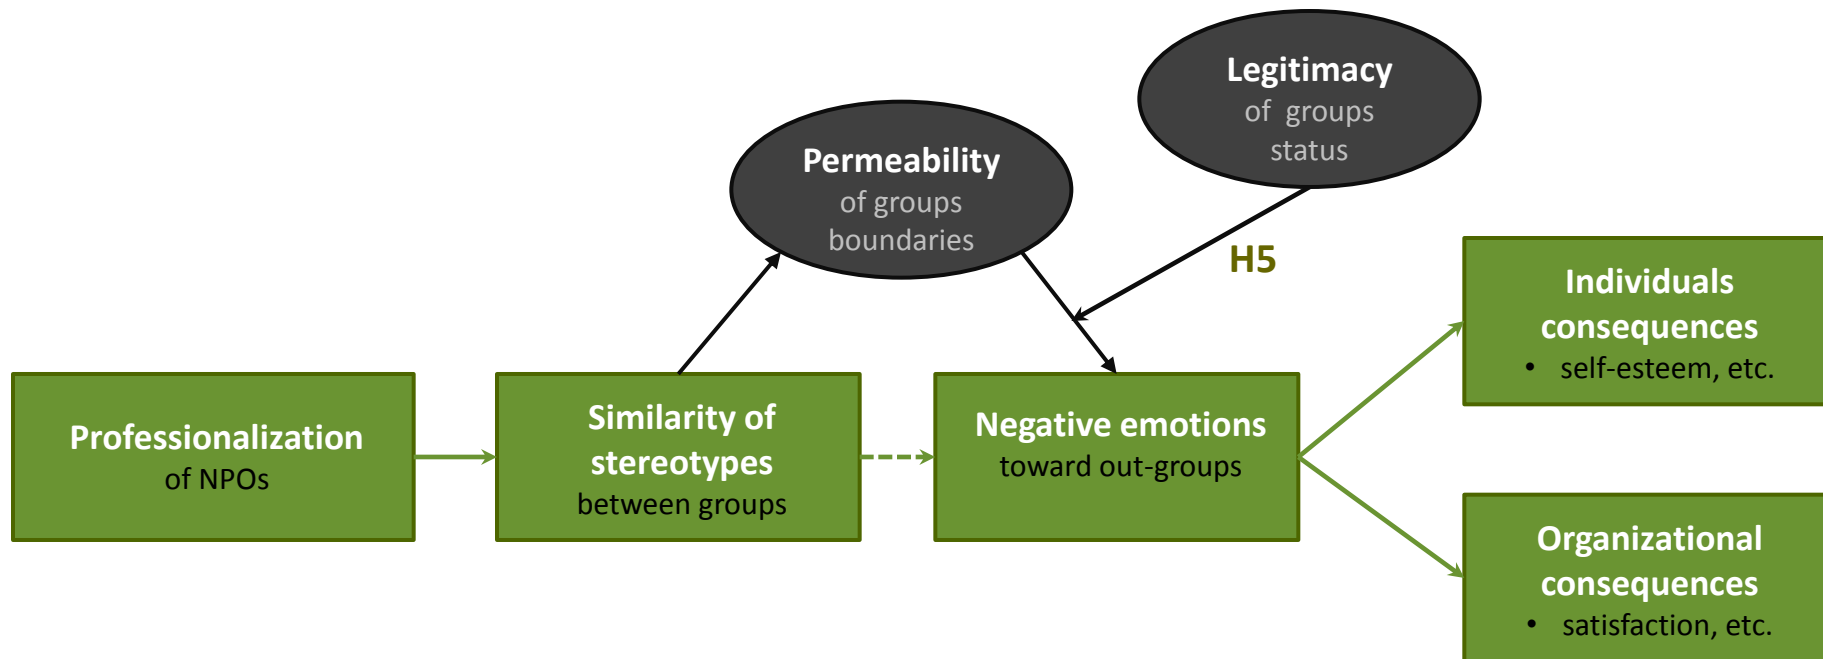 Legitimacy
of groups
status
Permeability
of groups
boundaries
H5
Individuals
consequences
• self-esteem, etc.
Professionalization
of NPOs
Similarity of
stereotypes
between groups
Negative emotions
toward out-groups
Organizational
consequences
• satisfaction, etc.